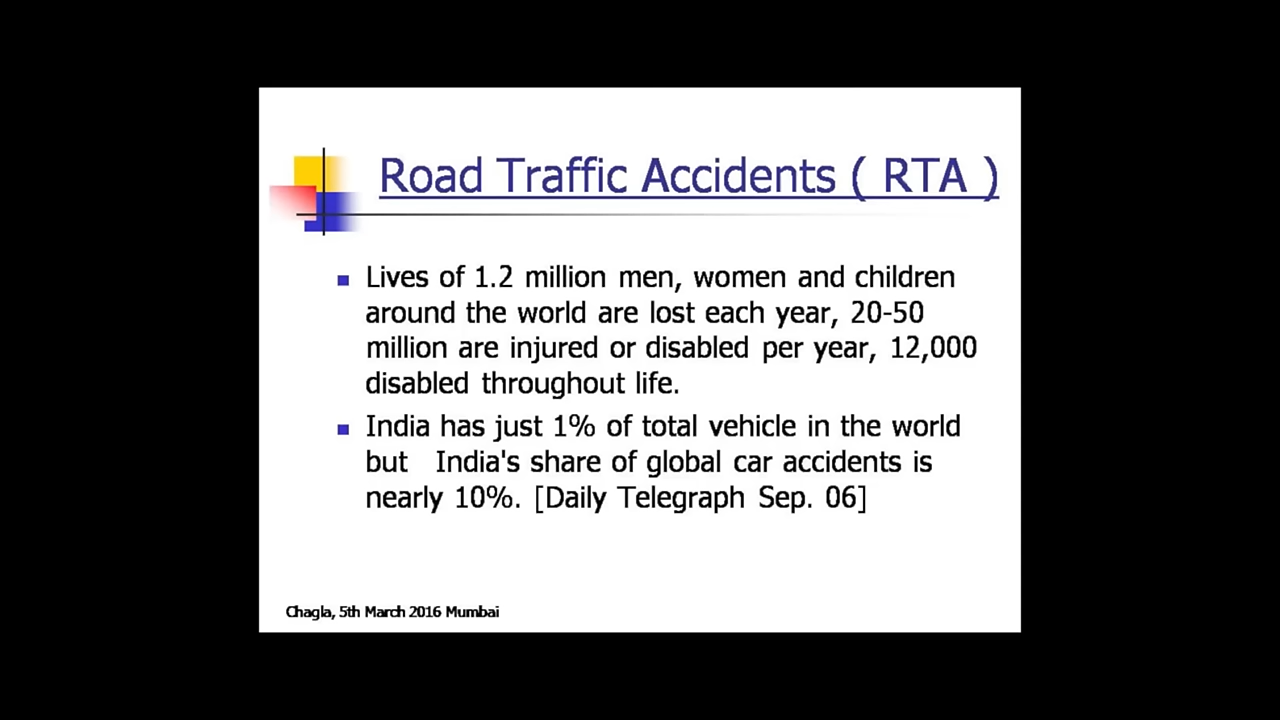 Road Traffic Accidents ( RTA )
Lives of 1.2 million men, women and children
around the world are lost each year, 20-50
million are injured or disabled per year, 12,000
disabled throughout life.
India has just 1% of total vehicle in the world
but India's share of global car accidents is
nearly 10%. [Daily Telegraph Sep. 06]
Chagla, 5th March 2016 Mumbai